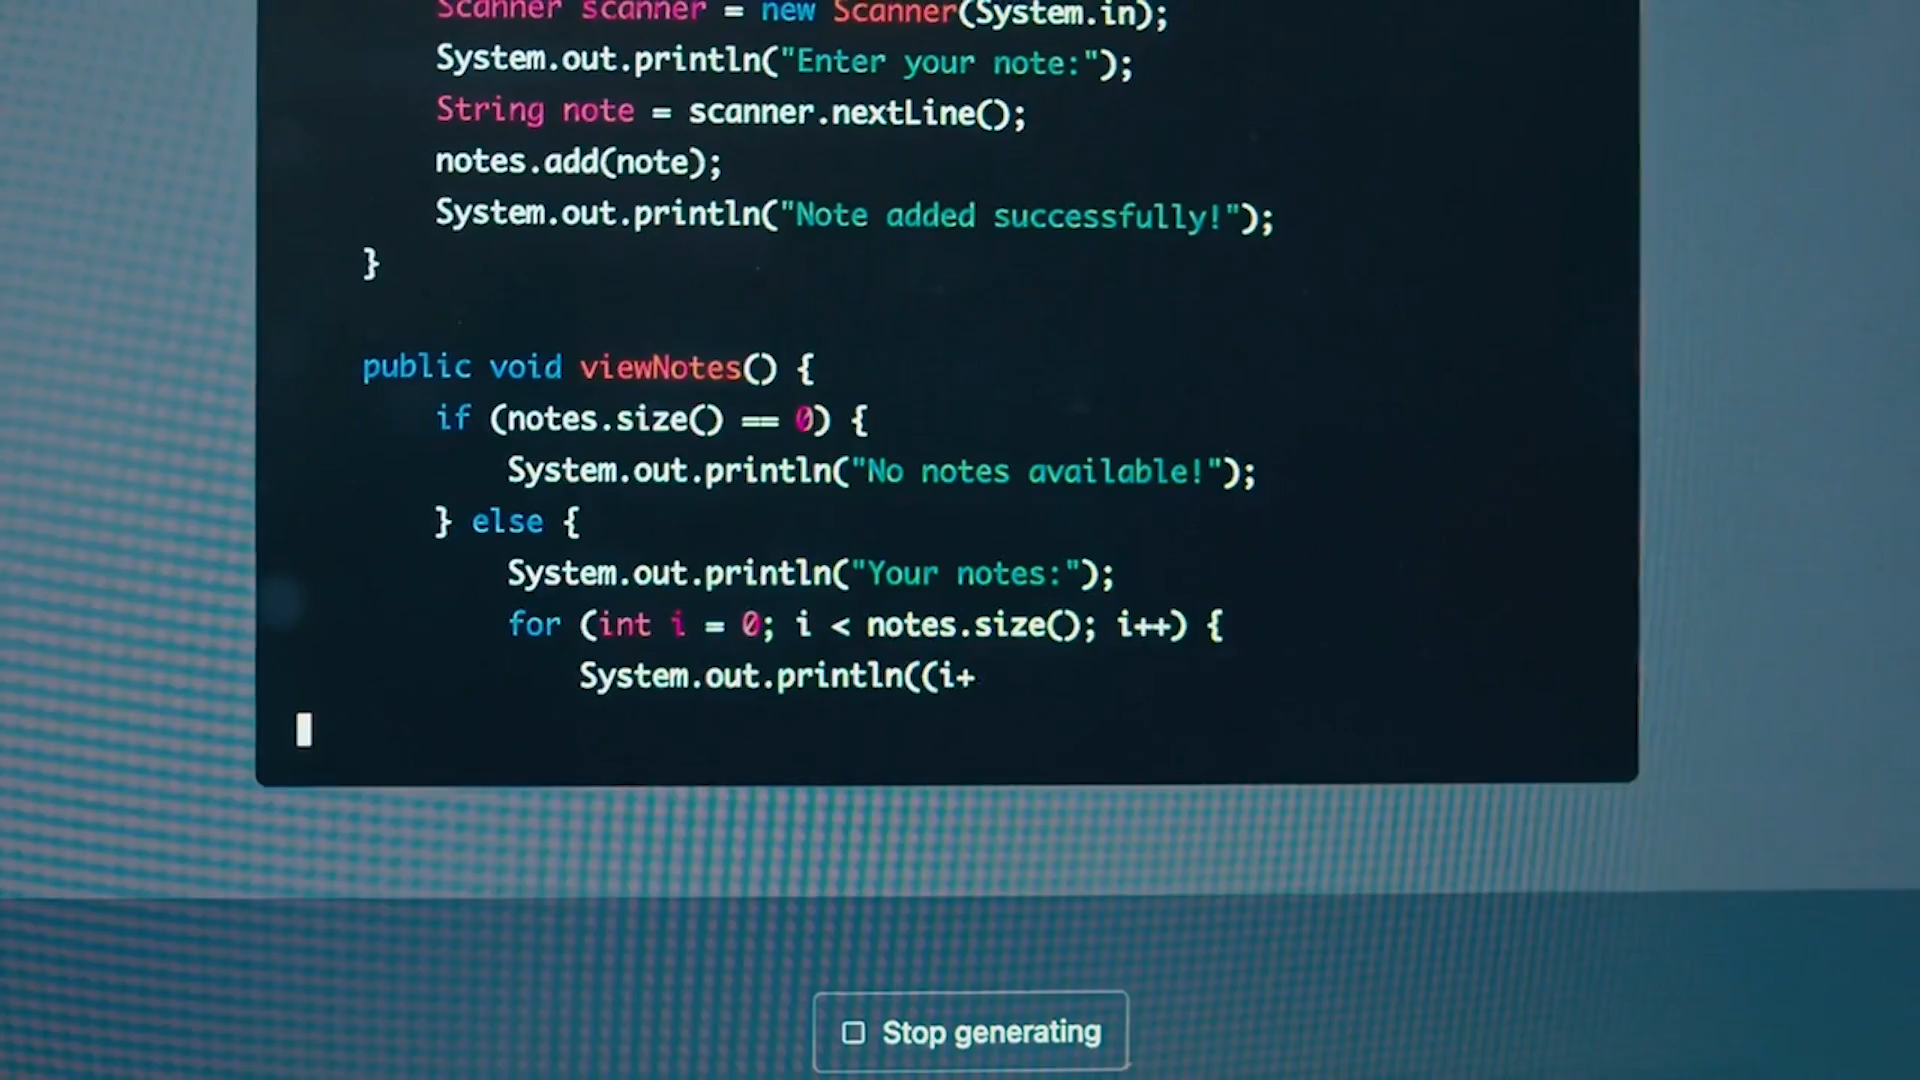 Scanner scanner = new Scanner(System.in);
System.out.println("Enter your note:");
String note = scanner.nextLine();
notes.add(note);
System.out.println("Note added successfully!");
}
public void viewNotes() {
if (notes.size() == 0) {
System.out.println("No notes available!");
} else {
System.out.println("Your notes:");
for (int i = 0; i < notes.size(); i++) {
System.out.println((i+
Stop generating